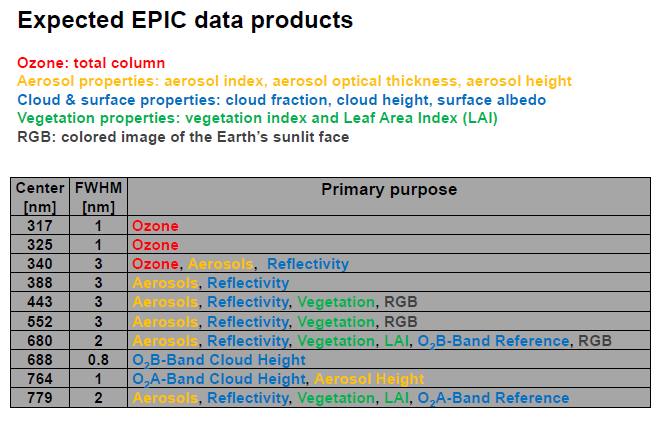 Expected EPIC data products
Ozone: total column
Aerosol properties: aerosol index, aerosol optical thickness, aerosol height
Cloud & surface properties: cloud fraction, cloud height, surface albedo
Vegetation properties: vegetation index and Leaf Area Index (LAI)
RGB: colored image of the Earth's sunlit face
Center [nm] FWHM [nm] Primary purpose
317 1 Ozone
325 1 Ozone
340 3 Ozone, Aerosols, Reflectivity
388 3 Aerosols, Reflectivity
443 3 Aerosols, Reflectivity, Vegetation, RGB
552 3 Aerosols, Reflectivity, Vegetation, RGB
680 2 Aerosols, Reflectivity, Vegetation, LAI, O₂B-Band Reference, RGB
688 0.8 O₂B-Band Cloud Height
764 1 O₂A-Band Cloud Height, Aerosol Height
779 2 Aerosols, Reflectivity, Vegetation, LAI, O₂A-Band Reference